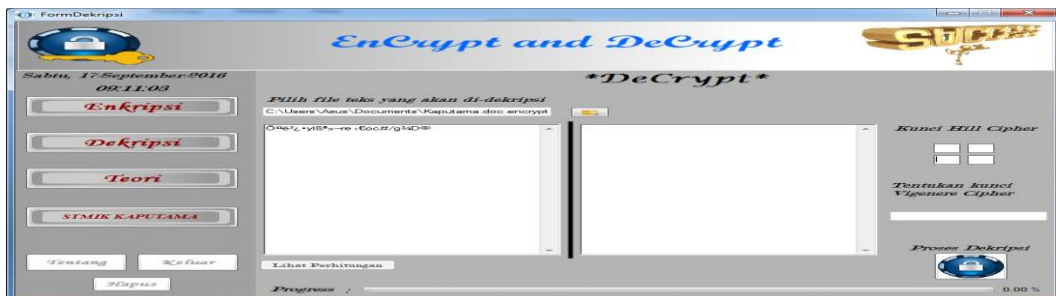 FormDekripsi
EnCrypt and DeCrypt
Sabtu, 17.September.2016
09:11:03
*DeCrypt*
Enkripsi
Dekripsi
Teori
STMIK KAPUTAMA
Tentang
Keluar
Hapus
Pilih file teks yang akan di-dekripsi
C:\Users\Asus\Documents\Kaputama.doc.encrypt
Lihat Perhitungan
Progress :
0.00 %
Kunci Hill Cipher
Tentukan kunci
Vigenere Cipher
Proses Dekripsi